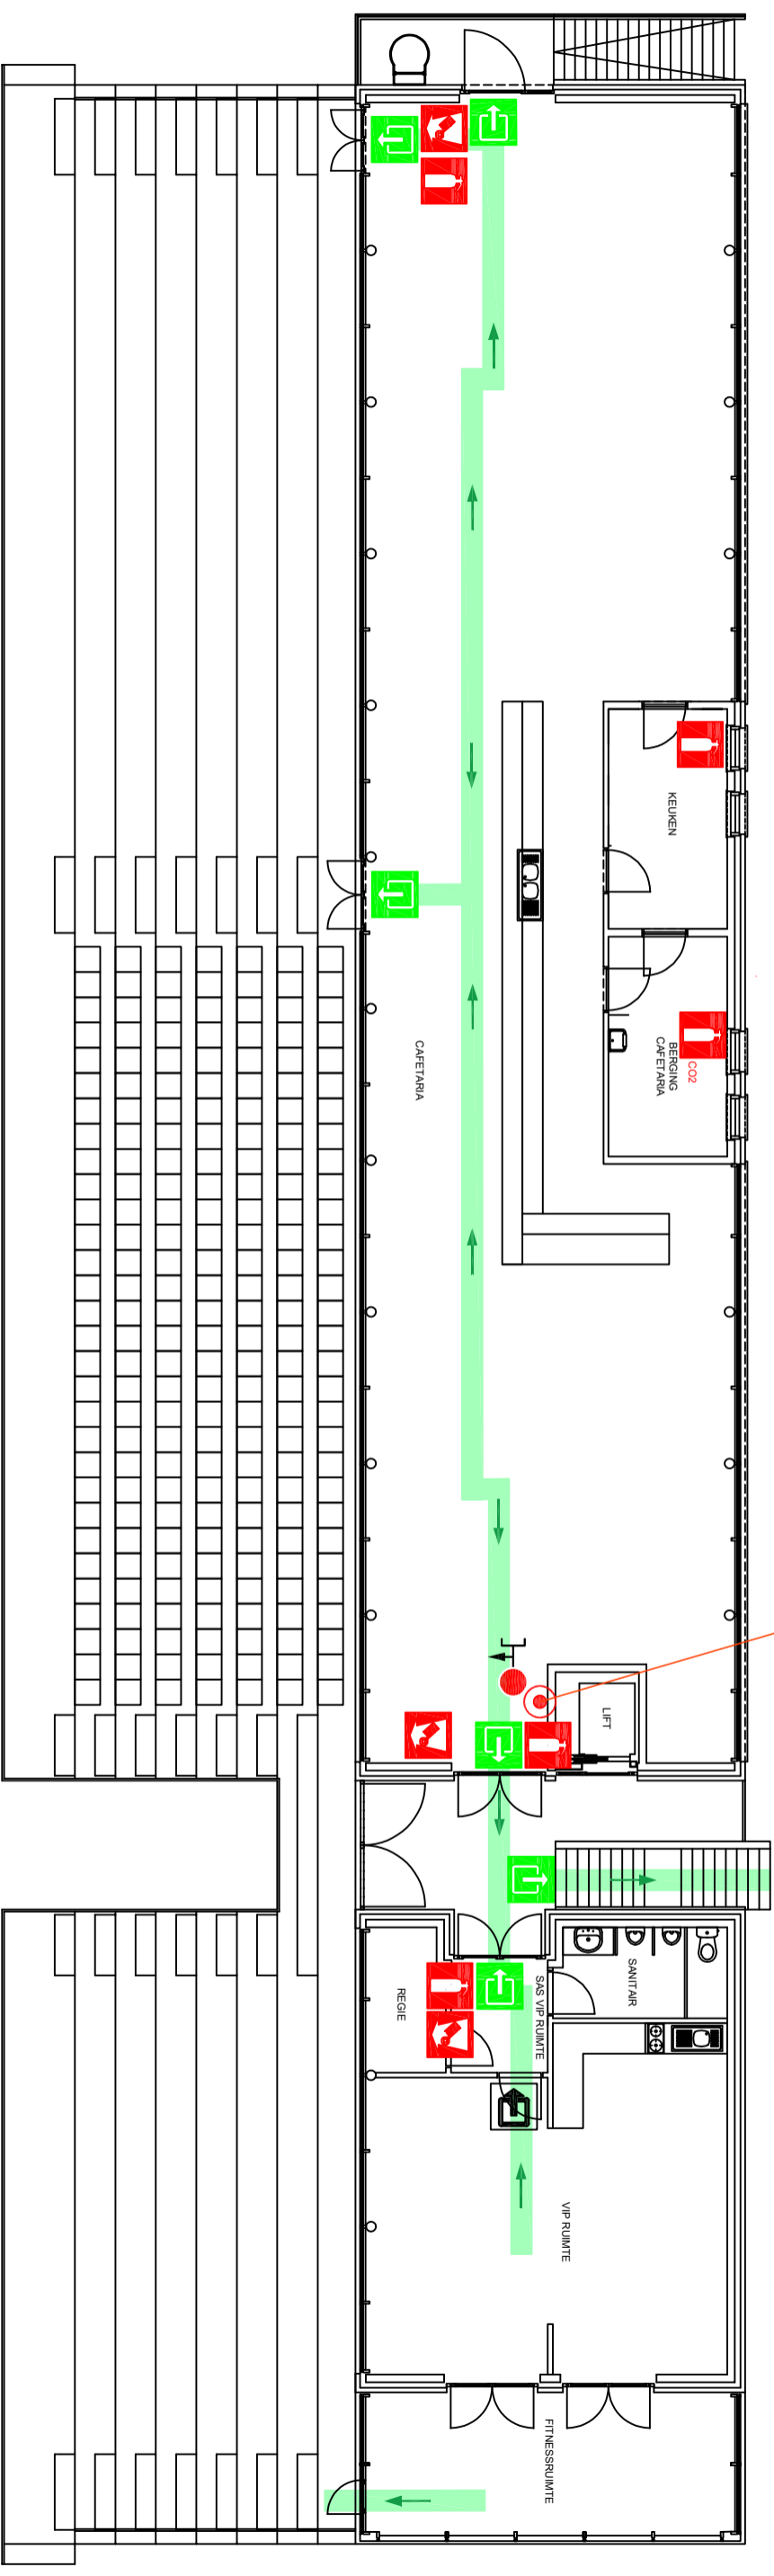 KEUKEN
CO2
BERGING
CAFETARIA
CAFETARIA
LIFT
SANITAIR
SAS VIP RUIMTE
REGIE
VIP RUIMTE
FITNESSRUIMTE